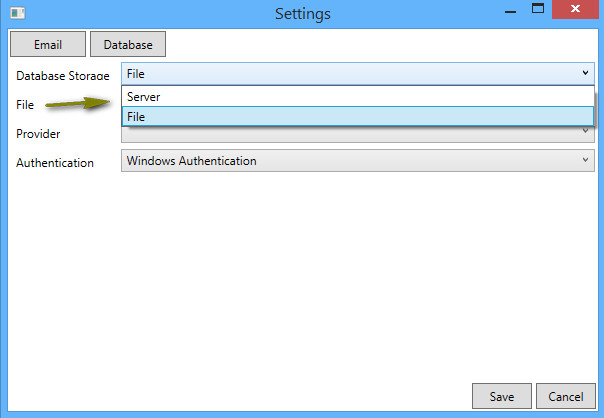 Settings
Email Database
Database Storage File
Server
File File
Provider
Authentication Windows Authentication
Save Cancel